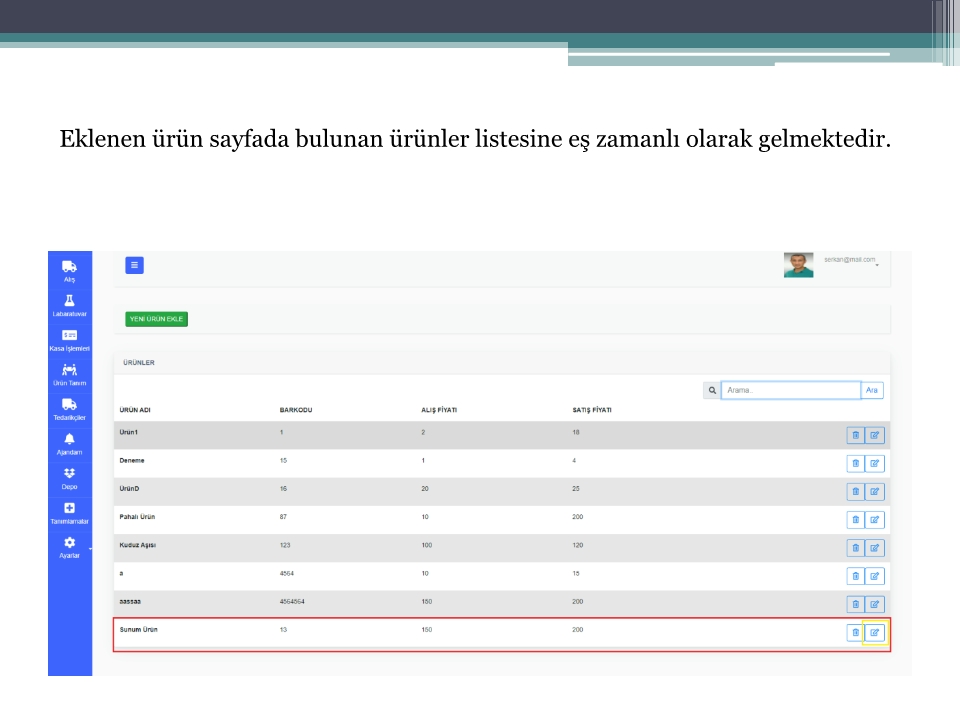 Eklenen ürün sayfada bulunan ürünler listesine eş zamanlı olarak gelmektedir.
serkan@mail.com
Alış
Labaratuvar
Kasa İşlemleri
Ürün Tanım
Tedarikçiler
Ajandam
Depo
Tanımlamalar
Ayarlar
YENİ ÜRÜN EKLE
ÜRÜNLER
Arama.. Ara
ÜRÜN ADI BARKODU ALIŞ FİYATI SATIŞ FİYATI
Ürün1 1 2 18
Deneme 15 1 4
ÜrünD 16 20 25
Pahalı Ürün 87 10 200
Kuduz Aşısı 123 100 120
a 4564 10 15
aassaa 4564564 150 200
Sunum Ürün 13 150 200